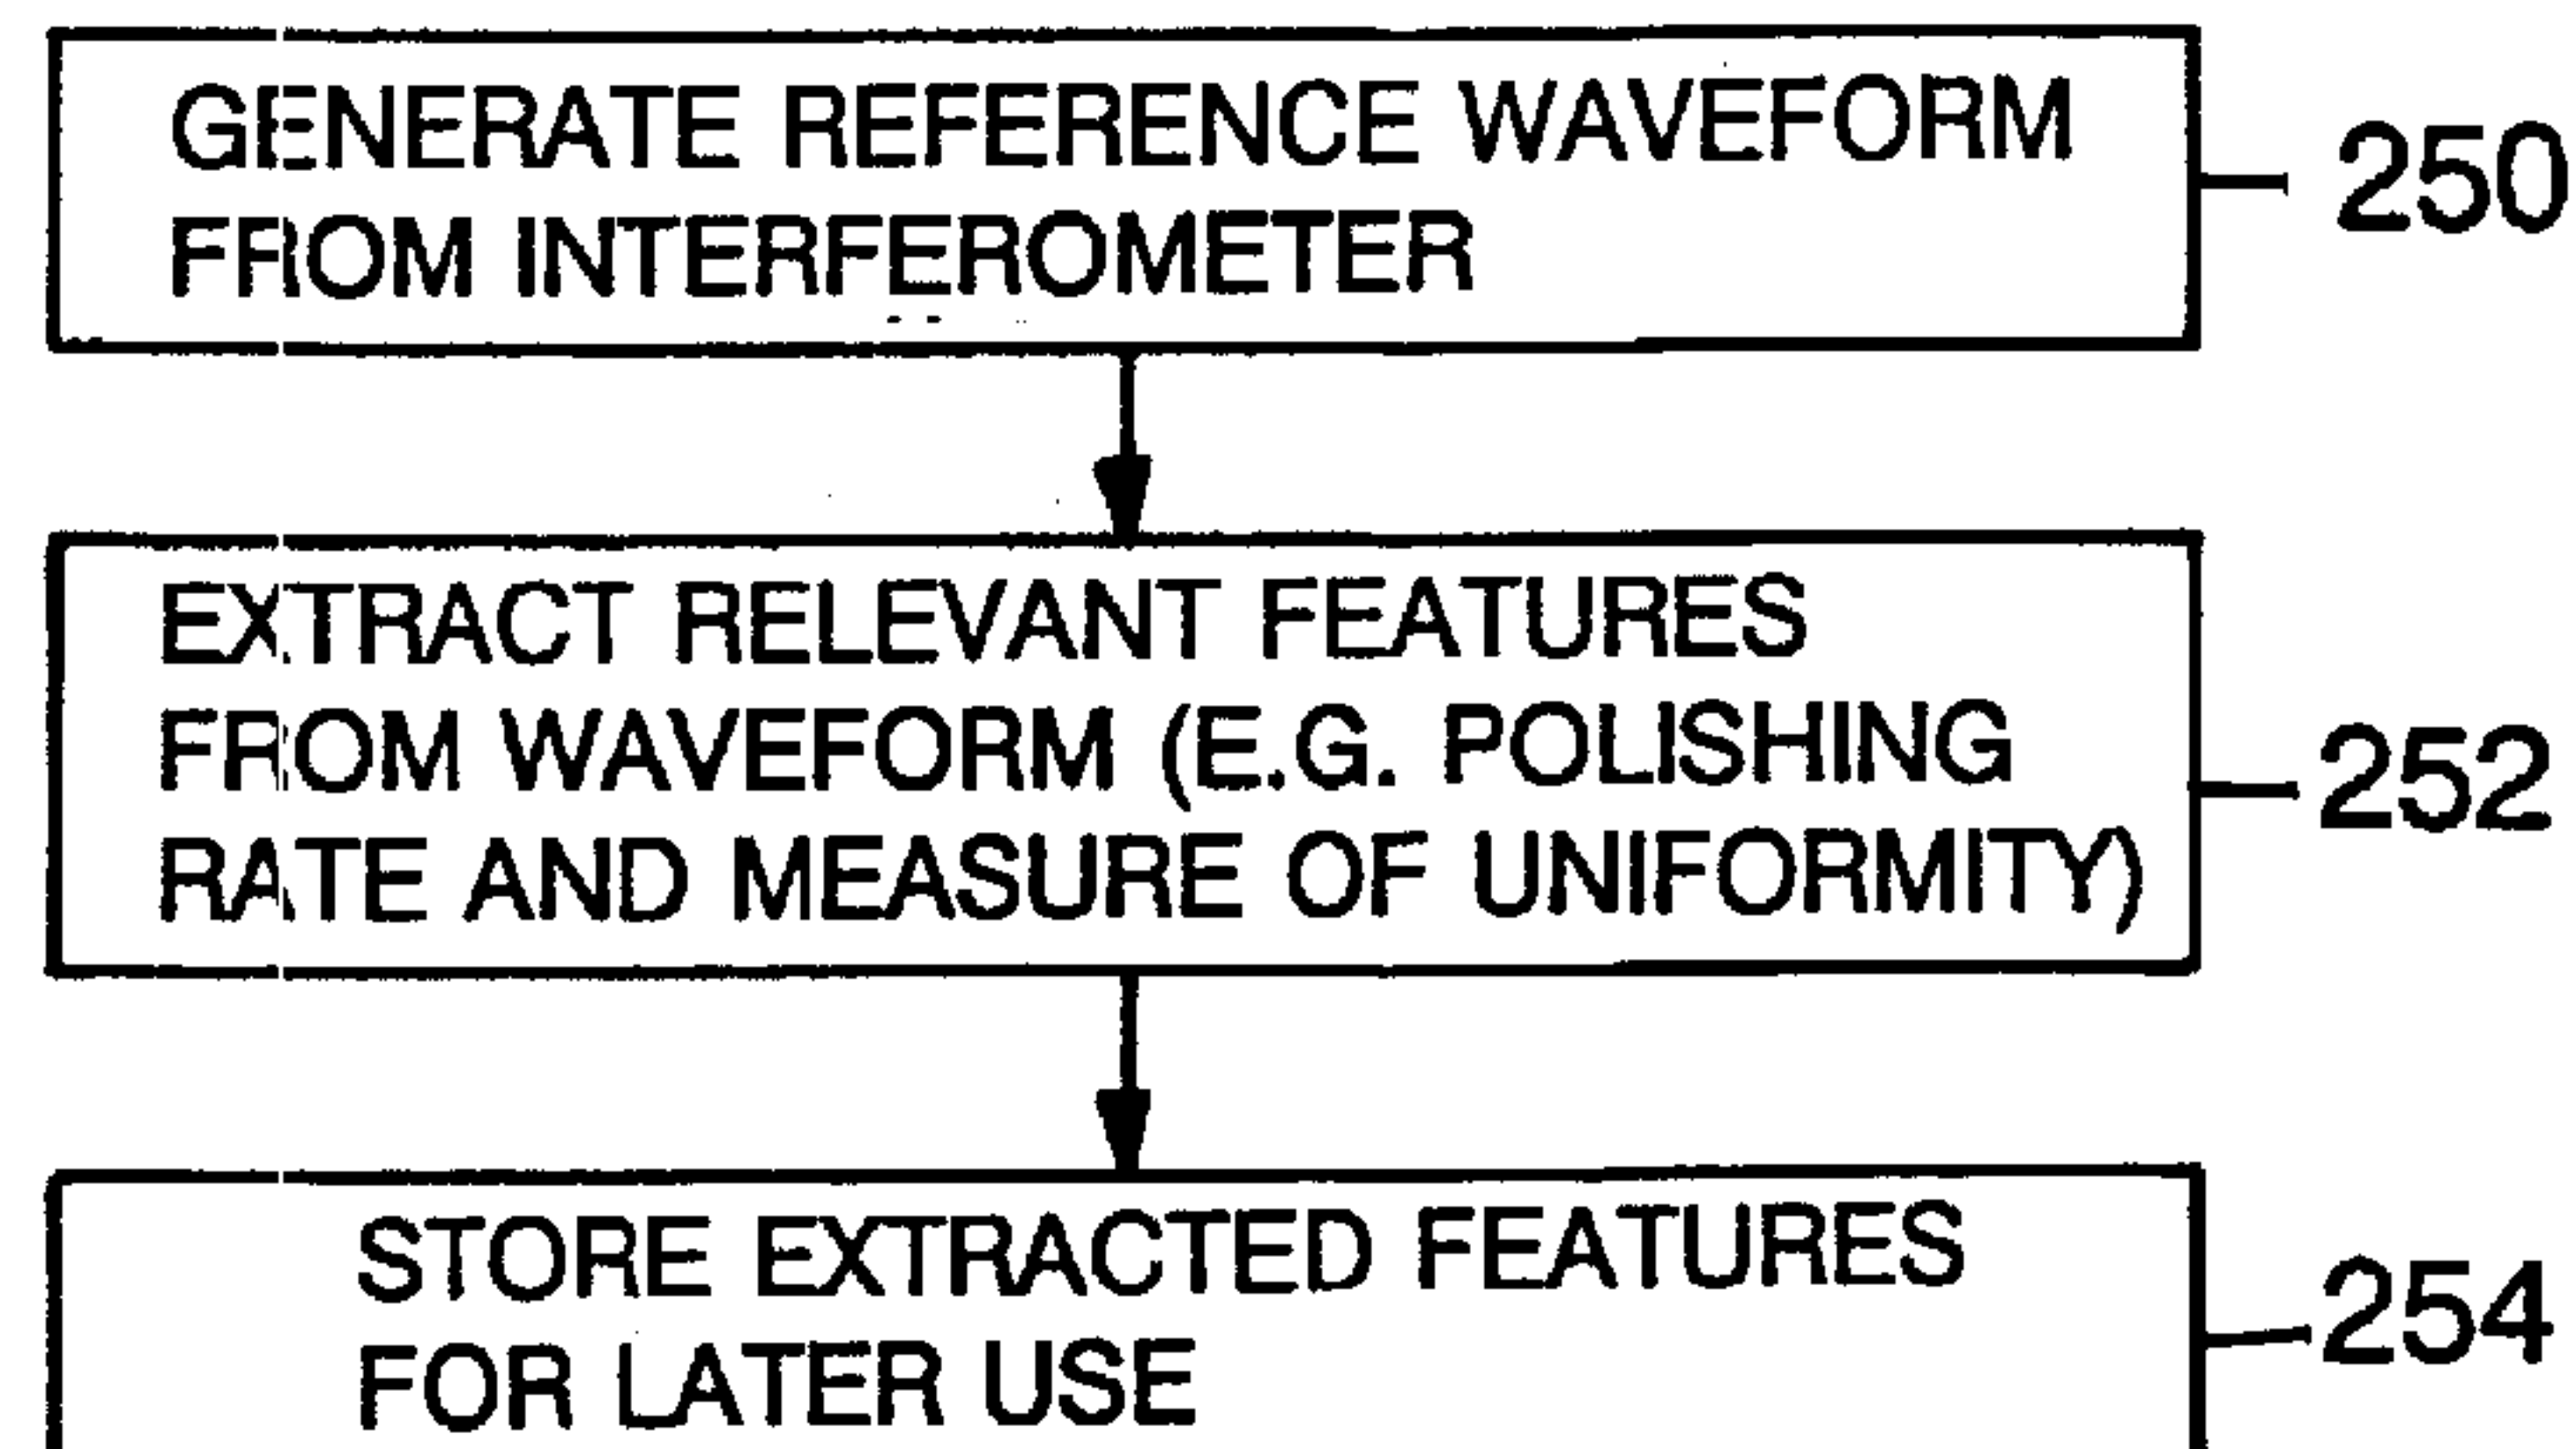 GENERATE REFERENCE WAVEFORM
FROM INTERFEROMETER
250
EXTRACT RELEVANT FEATURES
FROM WAVEFORM (E.G. POLISHING
RATE AND MEASURE OF UNIFORMITY)
252
STORE EXTRACTED FEATURES
FOR LATER USE
254